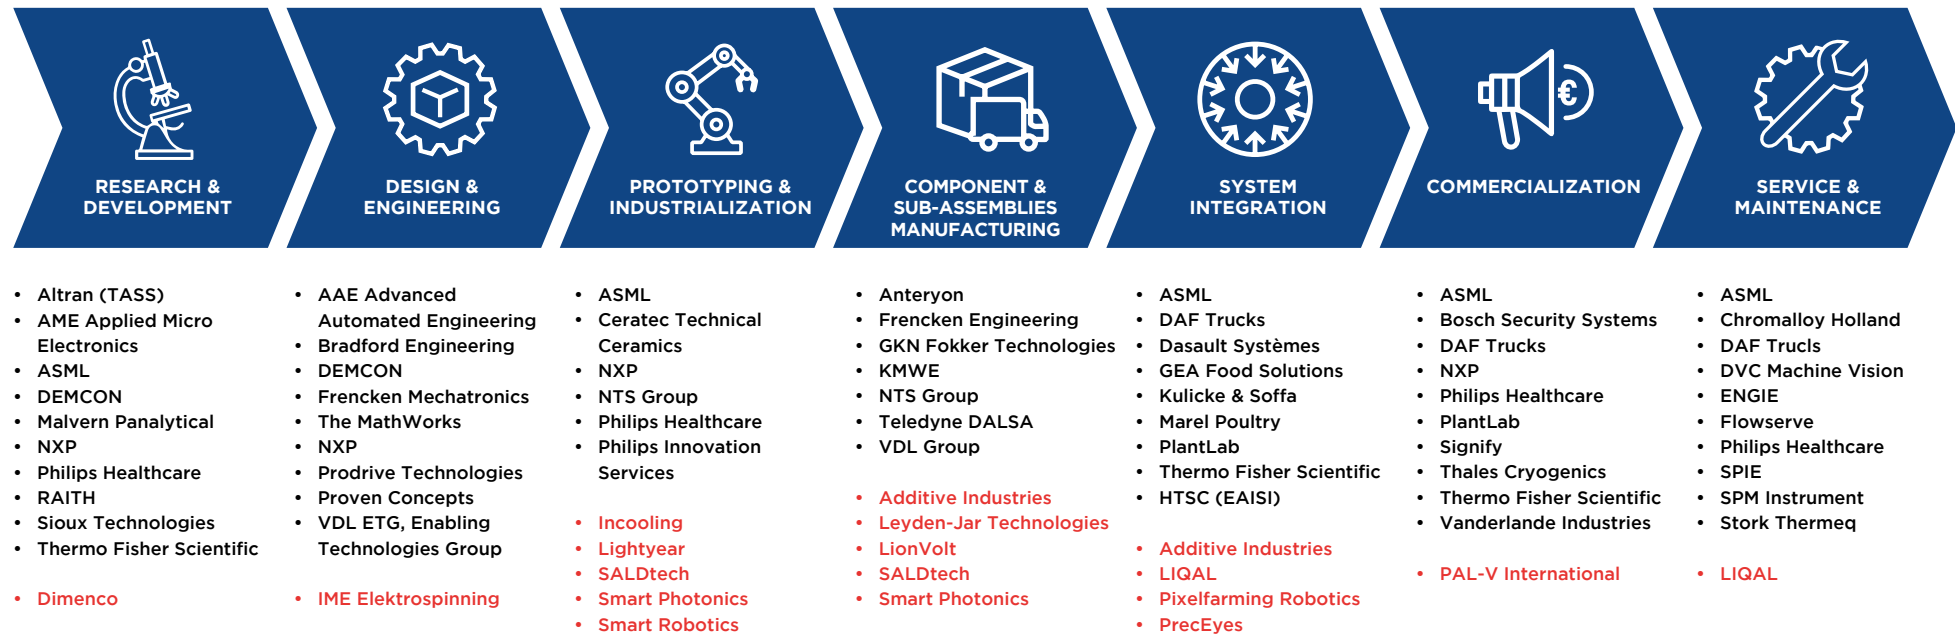 RESEARCH &
DEVELOPMENT
DESIGN &
ENGINEERING
PROTOTYPING &
INDUSTRIALIZATION
COMPONENT &
SUB-ASSEMBLIES
MANUFACTURING
SYSTEM
INTEGRATION
€
COMMERCIALIZATION
SERVICE &
MAINTENANCE
• Altran (TASS)
• AME Applied Micro
Electronics
• ASML
• DEMCON
• Malvern Panalytical
• NXP
• Philips Healthcare
• RAITH
• Sioux Technologies
• Thermo Fisher Scientific
• Dimenco
• AAE Advanced
Automated Engineering
• Bradford Engineering
• DEMCON
• Frencken Mechatronics
• The MathWorks
• NXP
• Prodrive Technologies
• Proven Concepts
• VDL ETG, Enabling
Technologies Group
• IME Elektrospinning
• ASML
• Ceratec Technical
Ceramics
• NXP
• NTS Group
• Philips Healthcare
• Philips Innovation
Services
• Incooling
• Lightyear
• SALDtech
• Smart Photonics
• Smart Robotics
• Anteryon
• Frencken Engineering
• GKN Fokker Technologies
• KMWE
• NTS Group
• Teledyne DALSA
• VDL Group
• Additive Industries
• Leyden-Jar Technologies
• LionVolt
• SALDtech
• Smart Photonics
• ASML
• DAF Trucks
• Dasault Systèmes
• GEA Food Solutions
• Kulicke & Soffa
• Marel Poultry
• PlantLab
• Thermo Fisher Scientific
• HTSC (EAISI)
• Additive Industries
• LIQAL
• Pixelfarming Robotics
• PrecEyes
• ASML
• Bosch Security Systems
• DAF Trucks
• NXP
• Philips Healthcare
• PlantLab
• Signify
• Thales Cryogenics
• Thermo Fisher Scientific
• Vanderlande Industries
• PAL-V International
• ASML
• Chromalloy Holland
• DAF Trucls
• DVC Machine Vision
• ENGIE
• Flowserve
• Philips Healthcare
• SPIE
• SPM Instrument
• Stork Thermeq
• LIQAL